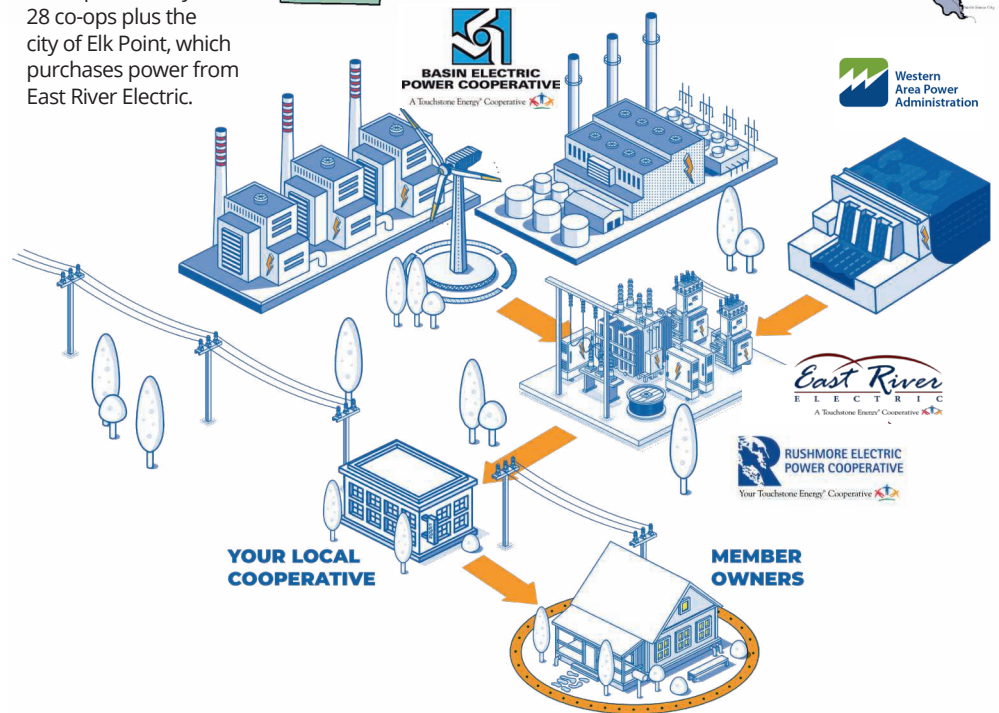 28 co-ops plus the
city of Elk Point, which
purchases power from
East River Electric.
BASIN ELECTRIC
POWER COOPERATIVE
A Touchstone Energy® Cooperative
Western
Area Power
Administration
East River
ELECTRIC
A Touchstone Energy® Cooperative
RUSHMORE ELECTRIC
POWER COOPERATIVE
Your Touchstone Energy® Cooperative
YOUR LOCAL
COOPERATIVE
MEMBER
OWNERS